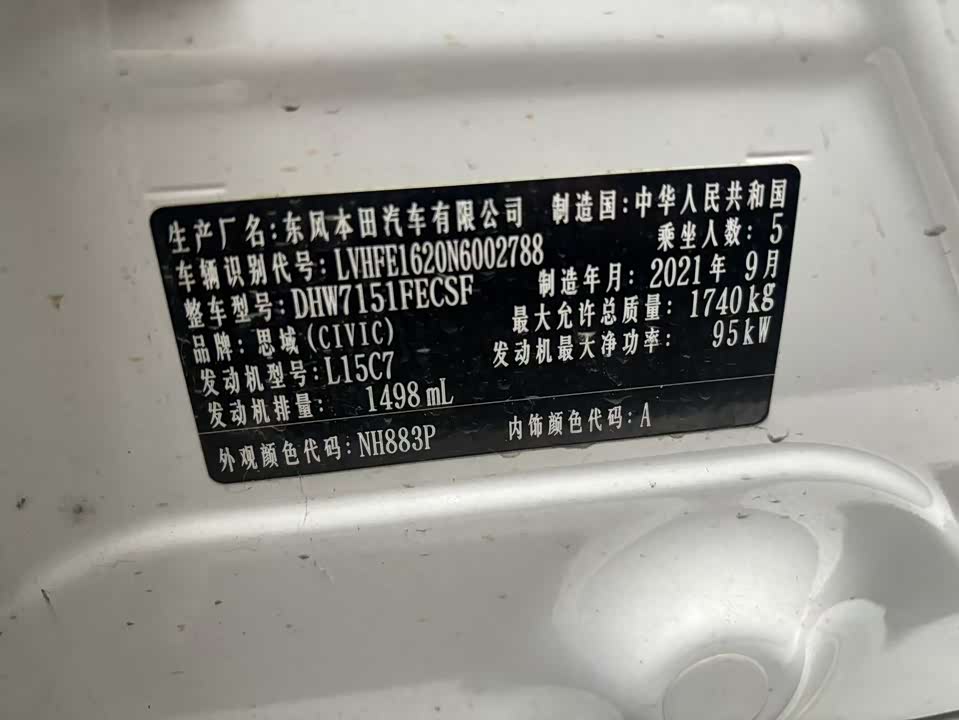 生产厂名：东风本田汽车有限公司 制造国：中华人民共和国
车辆识别代号：LVHFE1620N6002788 乘坐人数：5
整车型号：DHW7151FECSF 制造年月：2021年9月
品牌：思域(CIVIC) 最大允许总质量：1740kg
发动机型号：L15C7 发动机最大净功率：95kW
发动机排量：1498mL
外观颜色代码：NH883P 内饰颜色代码：A